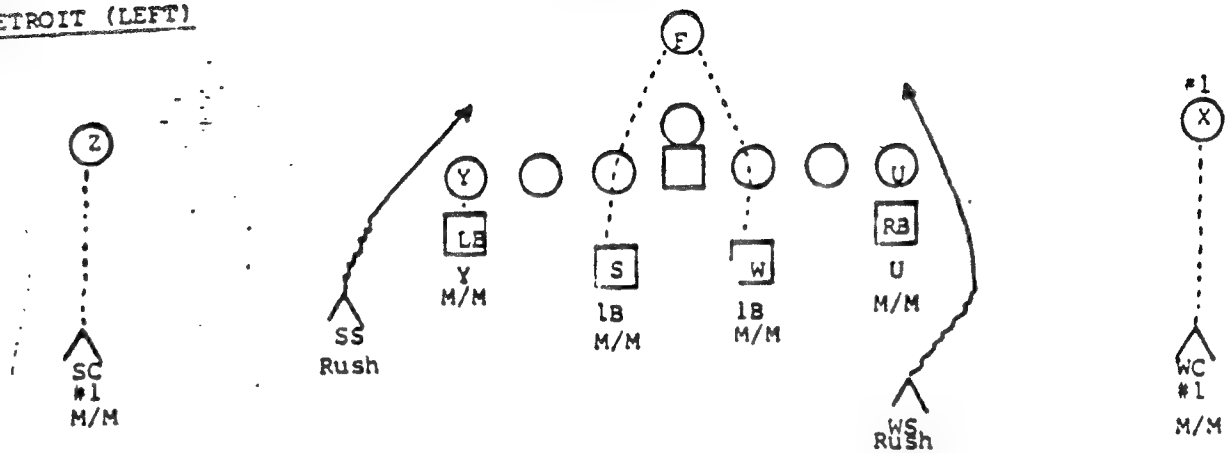 ETROIT (LEFT)
F
#1
Z
X
Y
U
LB
RB
S
W
Y
M/M
1B
M/M
1B
M/M
U
M/M
SS
Rush
SC
#1
M/M
WS
Rush
WC
#1
M/M